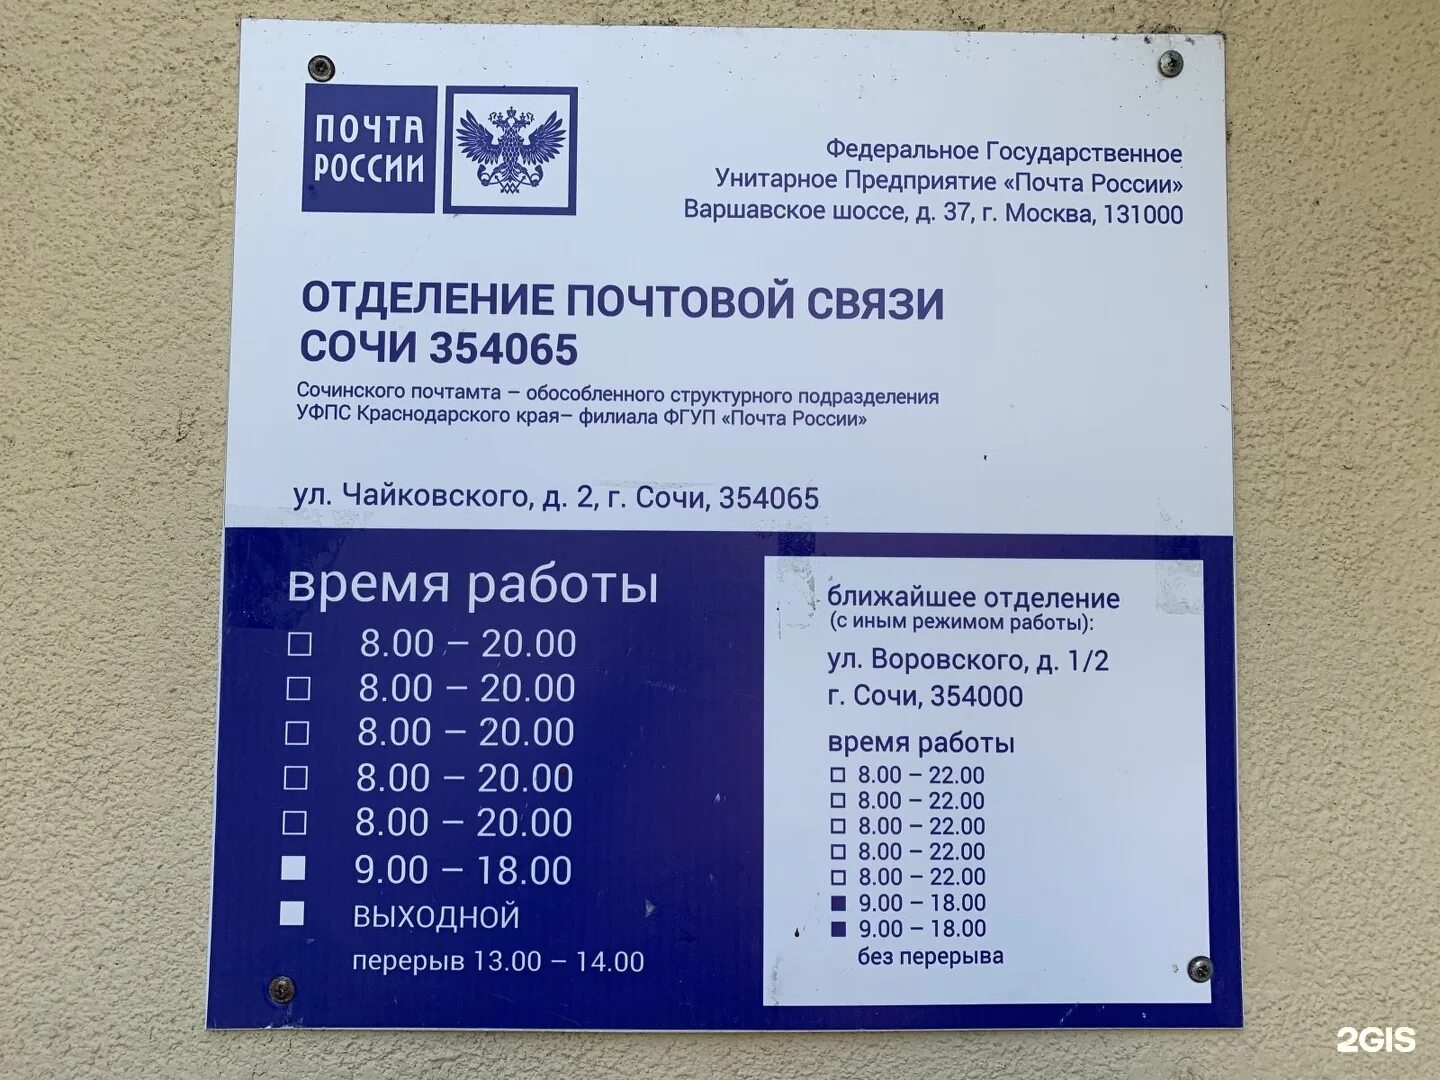 ПОЧТА
РОССИИ
Федеральное Государственное
Унитарное Предприятие «Почта России»
Варшавское шоссе, д. 37, г. Москва, 131000
ОТДЕЛЕНИЕ ПОЧТОВОЙ СВЯЗИ
СОЧИ 354065
Сочинского почтамта – обособленного структурного подразделения
УФПС Краснодарского края– филиала ФГУП «Почта России»
ул. Чайковского, д. 2, г. Сочи, 354065
время работы
8.00 – 20.00
8.00 – 20.00
8.00 – 20.00
8.00 – 20.00
8.00 – 20.00
9.00 – 18.00
выходной
перерыв 13.00 – 14.00
ближайшее отделение
(с иным режимом работы):
ул. Воровского, д. 1/2
г. Сочи, 354000
время работы
8.00 – 22.00
8.00 – 22.00
8.00 – 22.00
8.00 – 22.00
8.00 – 22.00
9.00 – 18.00
9.00 – 18.00
без перерыва
2GIS